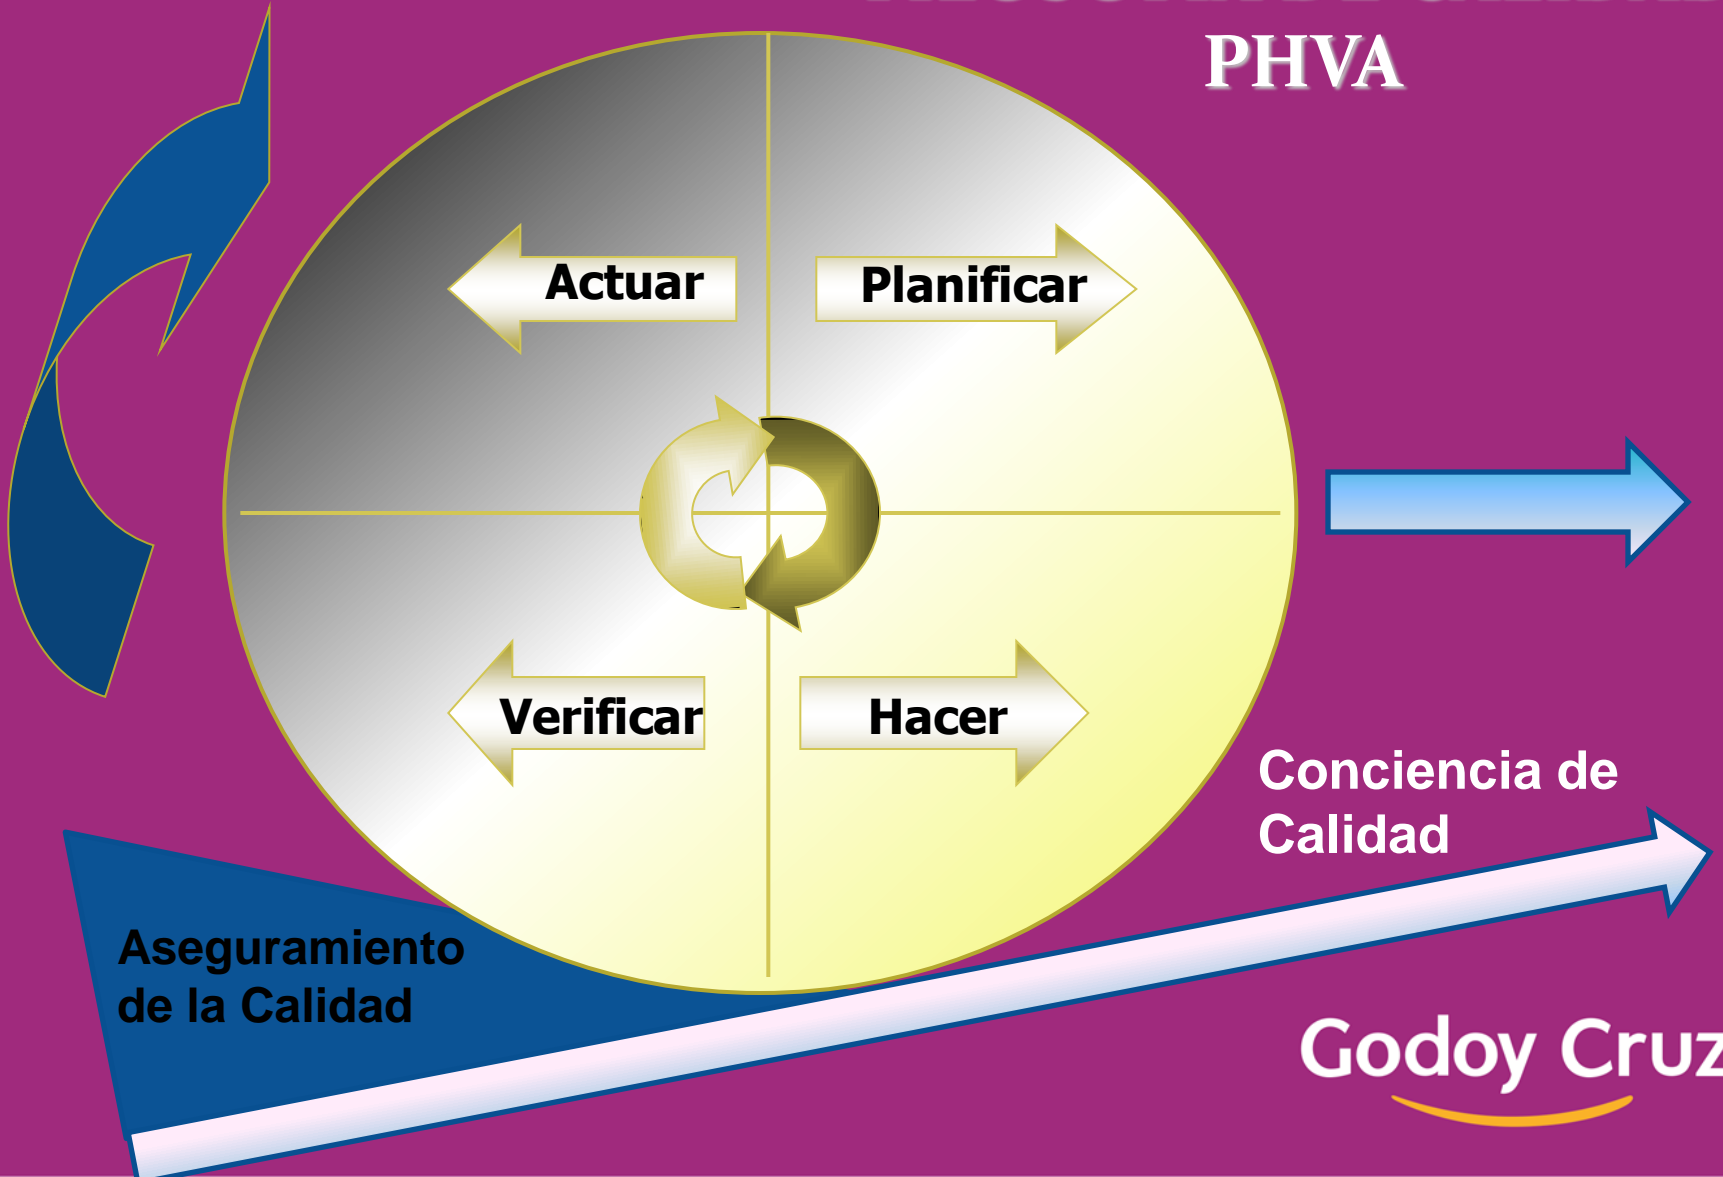 PHVA
Actuar
Planificar
Verificar
Hacer
Conciencia de
Calidad
Aseguramiento
de la Calidad
Godoy Cruz